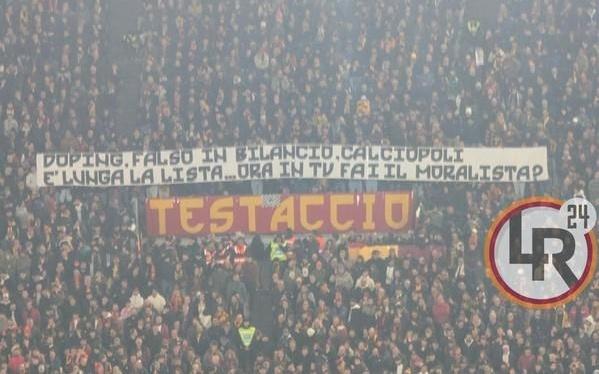 DOPING, FALSO IN BILANCIO, CALCIOPOLI
E' LUNGA LA LISTA... ORA IN TV FAI IL MORALISTA?
TESTACCIO
LR 24